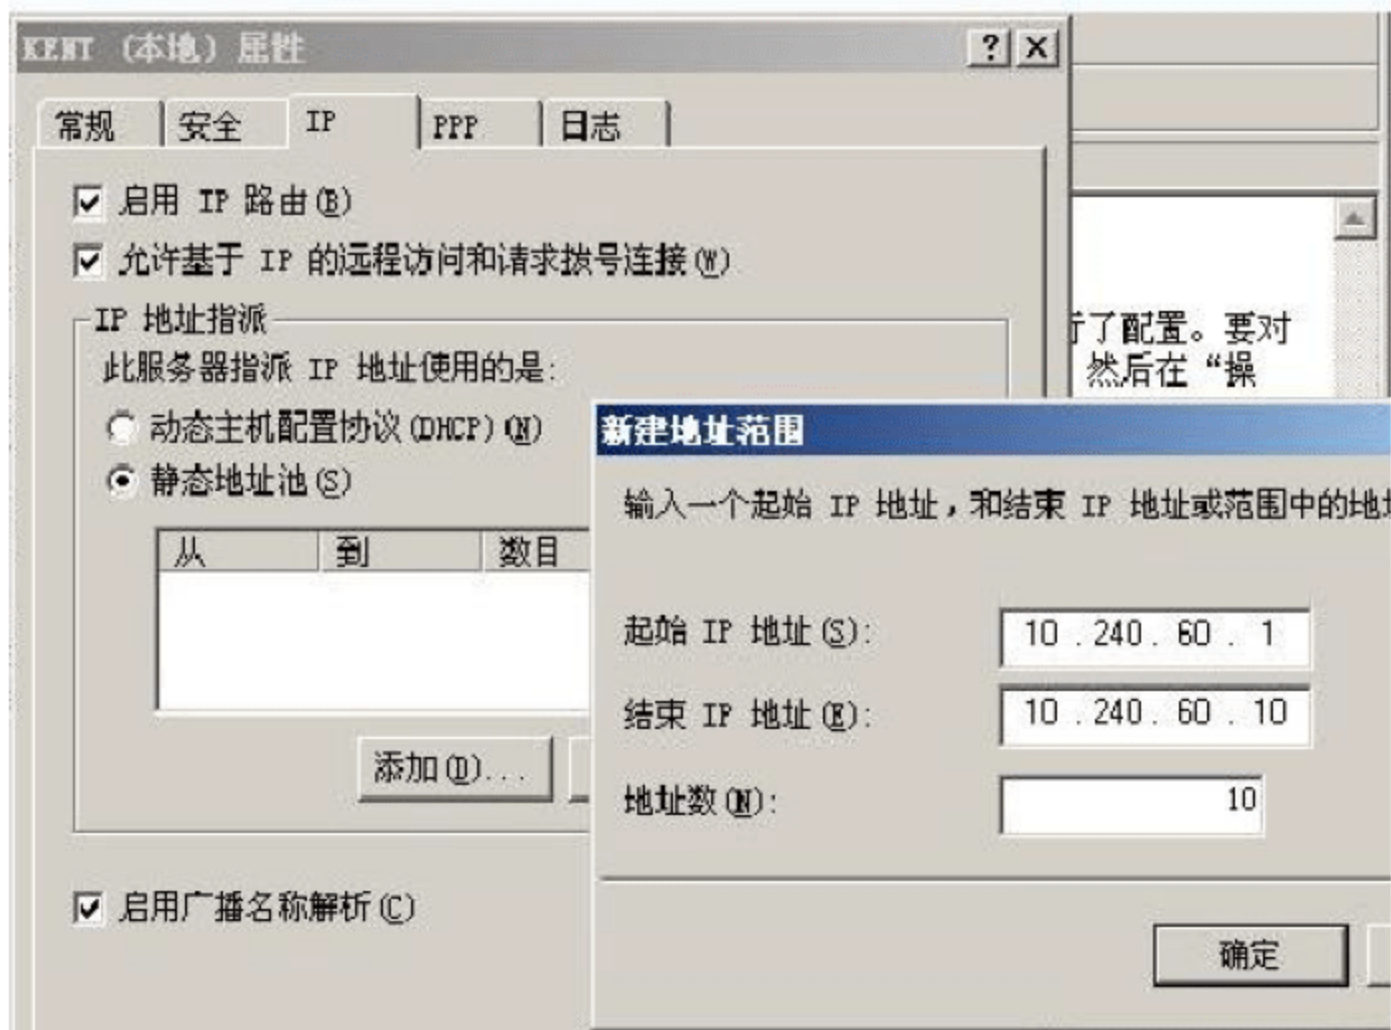 KENT (本地) 属性
常规 安全 IP PPP 日志
启用 IP 路由(B)
允许基于 IP 的远程访问和请求拨号连接(W)
IP 地址指派
此服务器指派 IP 地址使用的是:
动态主机配置协议(DHCP)(N)
静态地址池(S)
从 到 数目
添加(D)...
启用广播名称解析(C)
行了配置。要对
然后在“操
新建地址范围
输入一个起始 IP 地址,和结束 IP 地址或范围中的地址
起始 IP 地址(S): 10 . 240 . 60 . 1
结束 IP 地址(E): 10 . 240 . 60 . 10
地址数(N): 10
确定